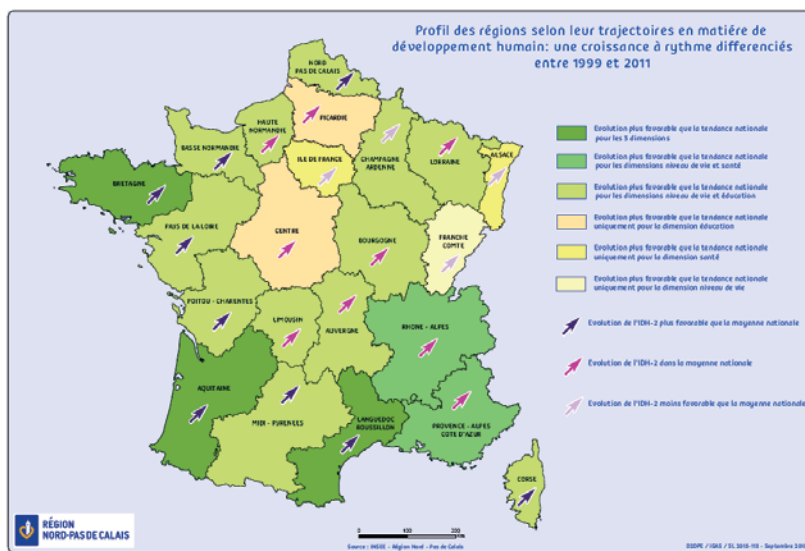 Profil des régions selon leur trajectoires en matiére de
développement humain: une croissance à rythme differenciés
entre 1999 et 2011
NORD
PAS DE CALAIS
PICARDIE
HAUTE
NORMANDIE
BASSE NORMANDIE
ILE DE FRANCE
CHAMPAGNE
ARDENNE
LORRAINE
ALSACE
BRETAGNE
PAIS DE LA LOIRE
CENTRE
BOURGOGNE
FRANCHE
COMTE
POITOU - CHARENTES
LIMOUSIN
AUVERGNE
RHONE - ALPES
AQUITAINE
MIDI - PYRENEES
LANGUEDOC
ROUSSILLON
PROVENCE - ALPES
COTE D'AZUR
CORSE
Evolution plus favorable que la tendance nationale
pour les 3 dimensions
Evolution plus favorable que la tendance nationale
pour les dimensions niveau de vie et santé
Evolution plus favorable que la tendance nationale
pour les dimensions niveau de vie et éducation
Evolution plus favorable que la tendance nationale
uniquement pour la dimension éducation
Evolution plus favorable que la tendance nationale
uniquement pour la dimension santé
Evolution plus favorable que la tendance nationale
uniquement pour la dimension niveau de vie
Evolution de l'IDH-2 plus favorable que la moyenne nationale
Evolution de l'IDH-2 dans la moyenne nationale
Evolution de l'IDH-2 moins favorable que la moyenne nationale
RÉGION
NORD-PAS DE CALAIS
0 100 200
Source : INSEE - Région Nord - Pas de Calais
Septembre